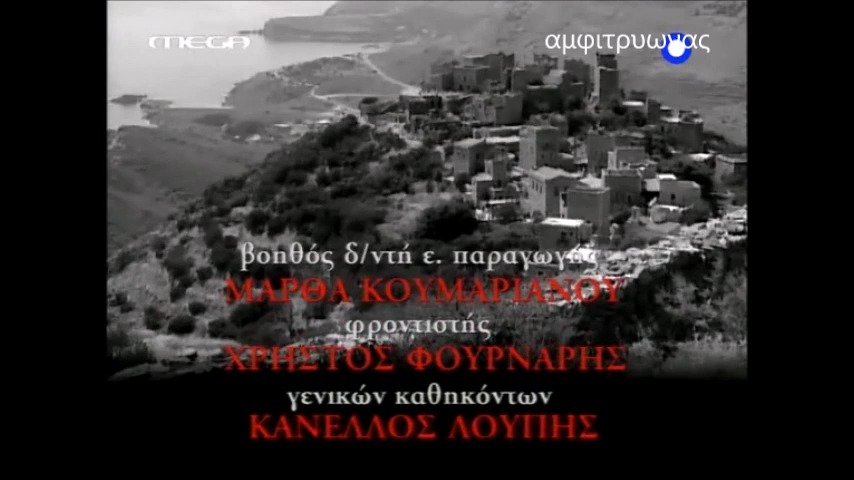 MEGA
αμφιτρυωνας
βοηθός δ/ντή ε. παραγωγής
ΜΑΡΘΑ ΚΟΥΜΑΡΙΑΝΟΥ
φροντιστής
ΧΡΗΣΤΟΣ ΦΟΥΡΝΑΡΗΣ
γενικών καθηκόντων
ΚΑΝΕΛΛΟΣ ΛΟΥΠΗΣ